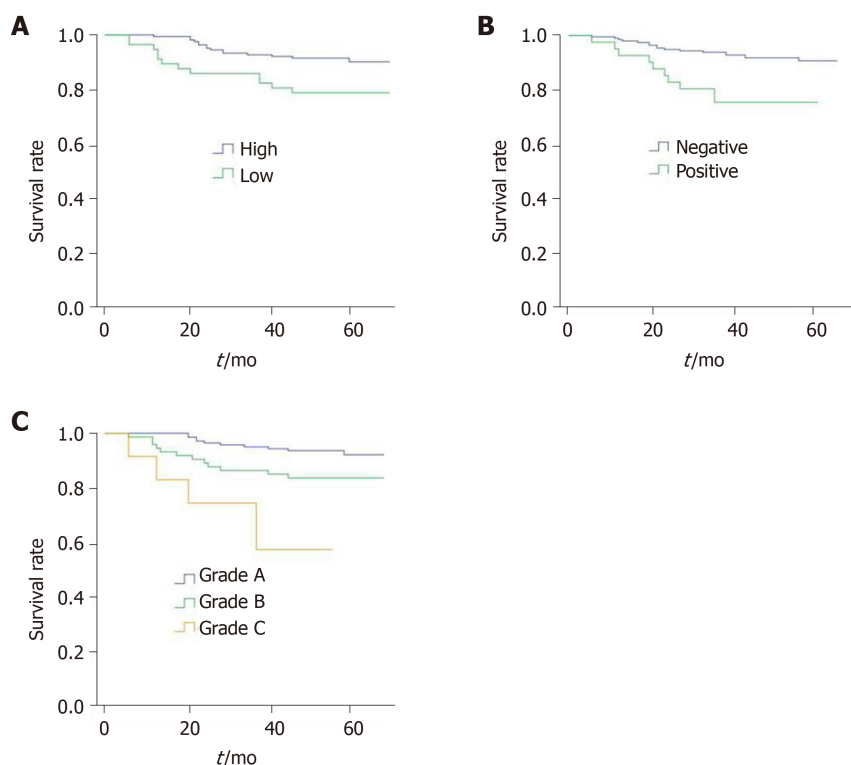 A
1.0
0.8
0.6
0.4
0.2
0.0
Survival rate
High
Low
0 20 40 60
t/mo
B
1.0
0.8
0.6
0.4
0.2
0.0
Survival rate
Negative
Positive
0 20 40 60
t/mo
C
1.0
0.8
0.6
0.4
0.2
0.0
Survival rate
Grade A
Grade B
Grade C
0 20 40 60
t/mo